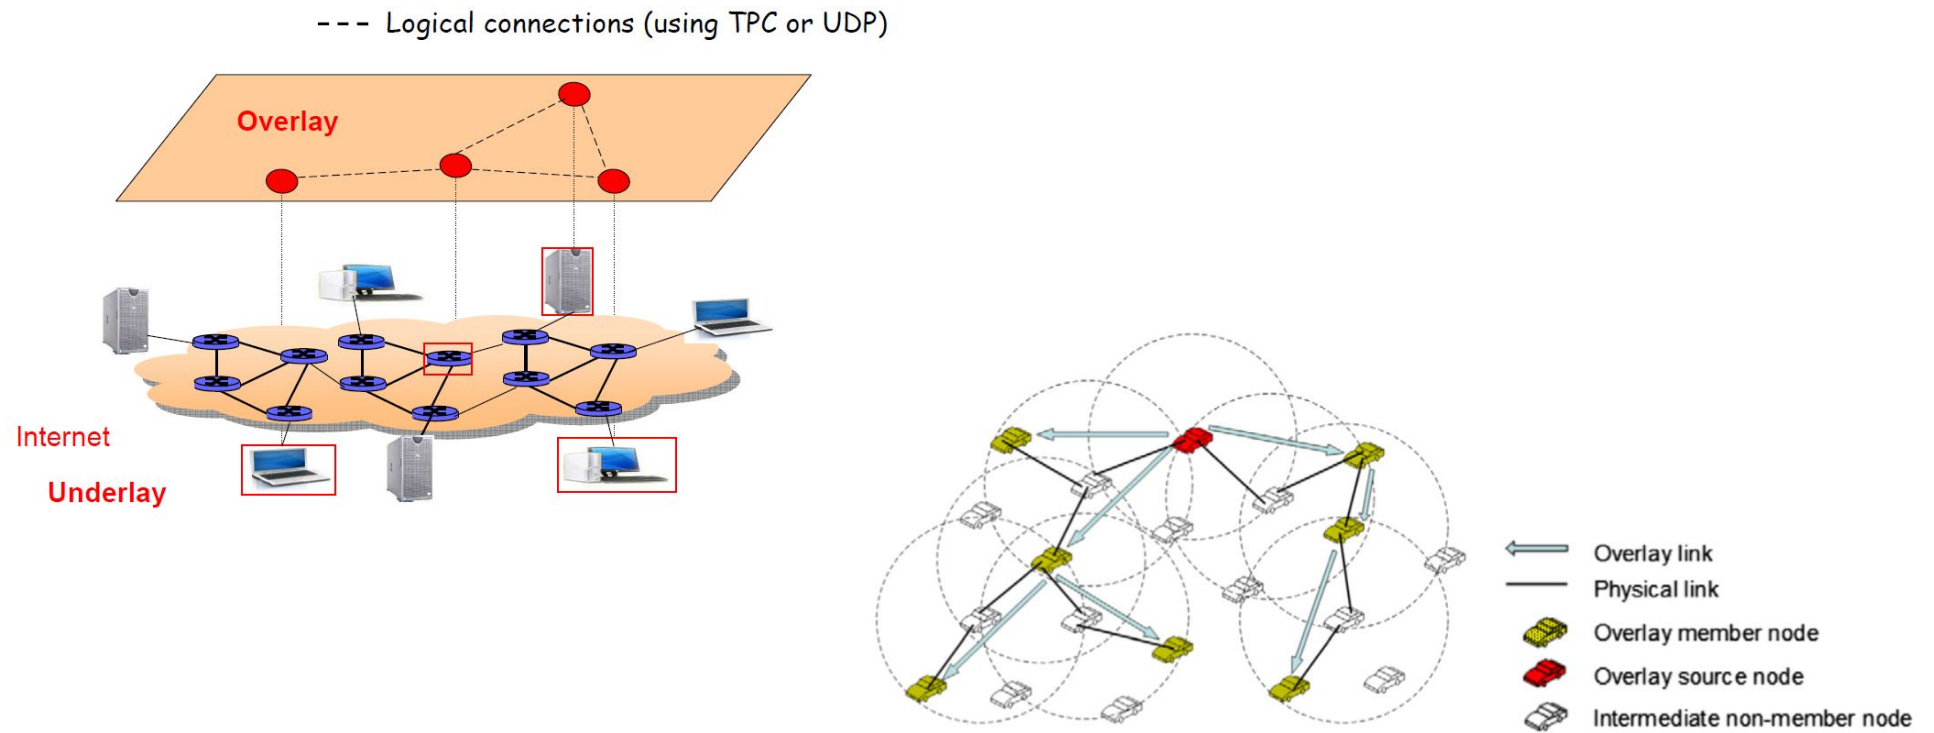 --- Logical connections (using TPC or UDP)
Overlay
Internet
Underlay
Overlay link
Physical link
Overlay member node
Overlay source node
Intermediate non-member node